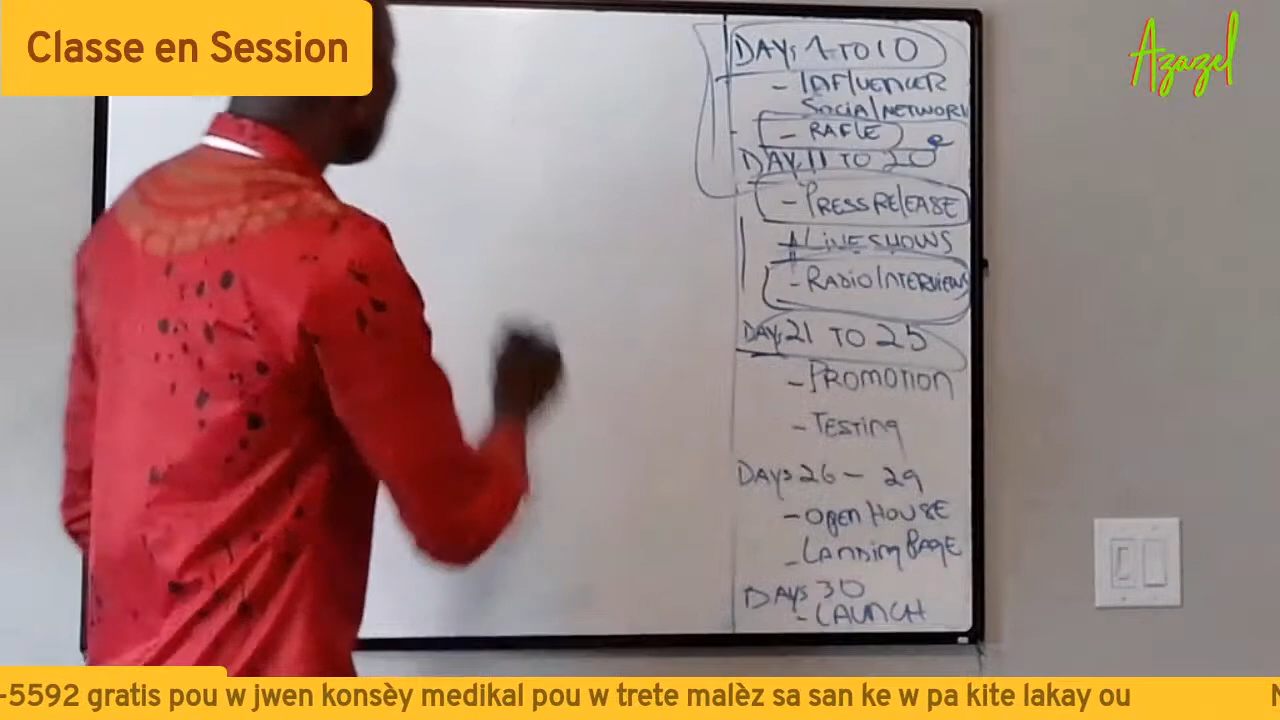 Classe en Session
Azazel
DAYS 1 TO 10
- INFLUENCER
SOCIAL NETWORK
- RAFLE
DAYS 11 TO 20
- PRESS RELEASE
LIVE SHOWS
- RADIO INTERVIEWS
DAYS 21 TO 25
- PROMOTION
- TESTING
DAYS 26 - 29
- OPEN HOUSE
- LANDING PAGE
DAYS 30
- LAUNCH
-5592 gratis pou w jwen konsèy medikal pou w trete malèz sa san ke w pa kite lakay ou